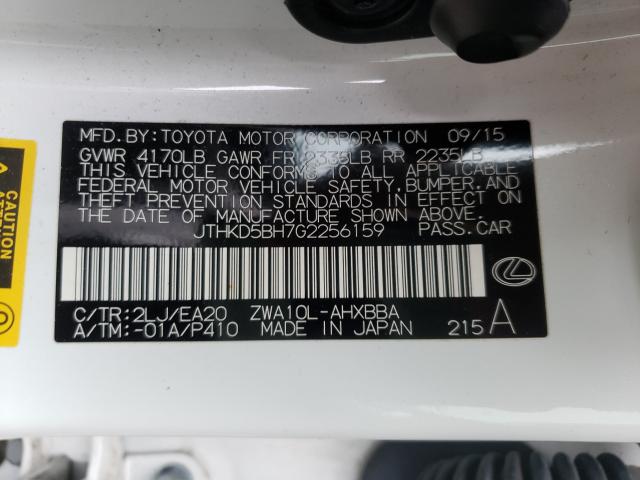 MFD.BY:TOYOTA MOTOR CORPORATION 09/15
GVWR 4170LB GAWR FR 2335LB RR 2235LB
THIS VEHICLE CONFORMS TO ALL APPLICABLE
FEDERAL MOTOR VEHICLE SAFETY,BUMPER,AND
THEFT PREVENTION STANDARDS IN EFFECT ON
THE DATE OF MANUFACTURE SHOWN ABOVE.
JTHKD5BH7G2256159 PASS.CAR
C/TR:2LJ/EA20 ZWA10L-AHXBBA
A/TM:-01A/P410 MADE IN JAPAN 215 A
CAUTION